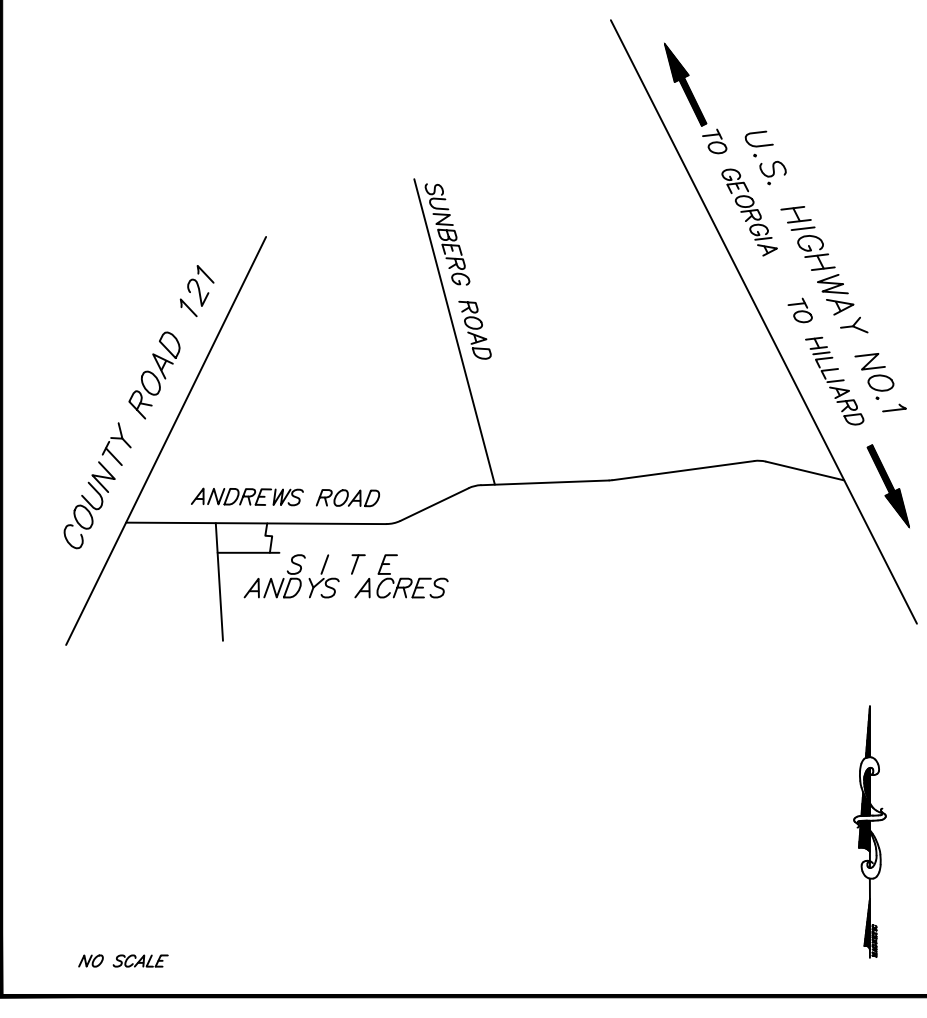 U.S. HIGHWAY NO.1
TO GEORGIA
TO HILLIARD
SUNBERG ROAD
COUNTY ROAD 121
ANDREWS ROAD
S I T E
ANDYS ACRES
NO SCALE